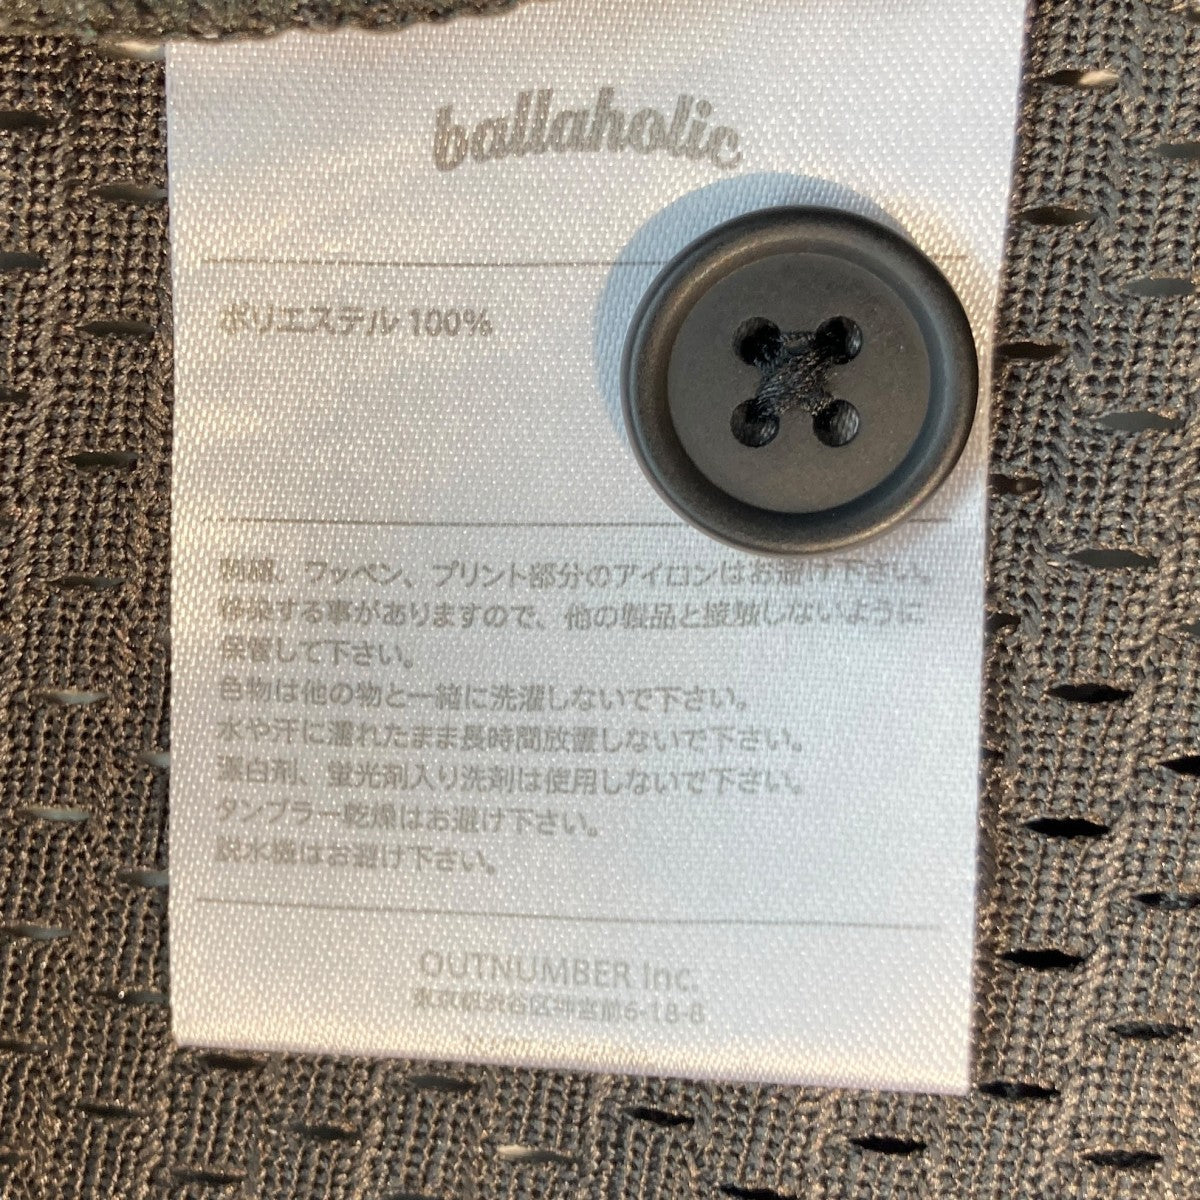 ballaholic
ポリエステル 100%
刺繍、ワッペン、プリント部分のアイロンはお避け下さい。
移染する事がありますので、他の製品と接触しないように
保管して下さい。
色物は他の物と一緒に洗濯しないで下さい。
水や汗に濡れたまま長時間放置しないで下さい。
漂白剤、蛍光剤入り洗剤は使用しないで下さい。
タンブラー乾燥はお避け下さい。
脱水機はお避け下さい。
OUTNUMBER Inc.
東京都渋谷区神宮前6-18-8